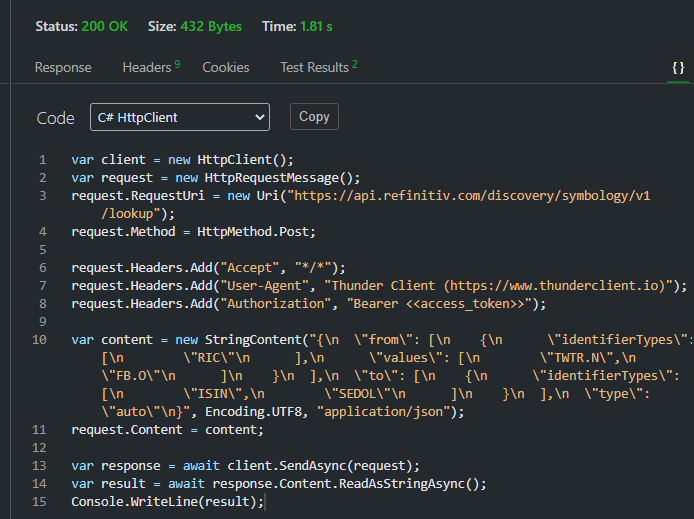 Status: 200 OK Size: 432 Bytes Time: 1.81 s
Response Headers 9 Cookies Test Results 2 {}
Code C# HttpClient Copy
1 var client = new HttpClient();
2 var request = new HttpRequestMessage();
3 request.RequestUri = new Uri("https://api.refinitiv.com/discovery/symbology/v1
/lookup");
4 request.Method = HttpMethod.Post;
5
6 request.Headers.Add("Accept", "*/*");
7 request.Headers.Add("User-Agent", "Thunder Client (https://www.thunderclient.io)");
8 request.Headers.Add("Authorization", "Bearer <<access_token>>");
9
10 var content = new StringContent("{\n  \"from\": [\n    {\n      \"identifierTypes\":
[\n        \"RIC\"\n      ],\n      \"values\": [\n        \"TWTR.N\",\n
\"FB.O\"\n      ]\n    }\n  ],\n  \"to\": [\n    {\n      \"identifierTypes\":
[\n        \"ISIN\",\n        \"SEDOL\"\n      ]\n    }\n  ],\n  \"type\":
\"auto\"\n}", Encoding.UTF8, "application/json");
11 request.Content = content;
12
13 var response = await client.SendAsync(request);
14 var result = await response.Content.ReadAsStringAsync();
15 Console.WriteLine(result);